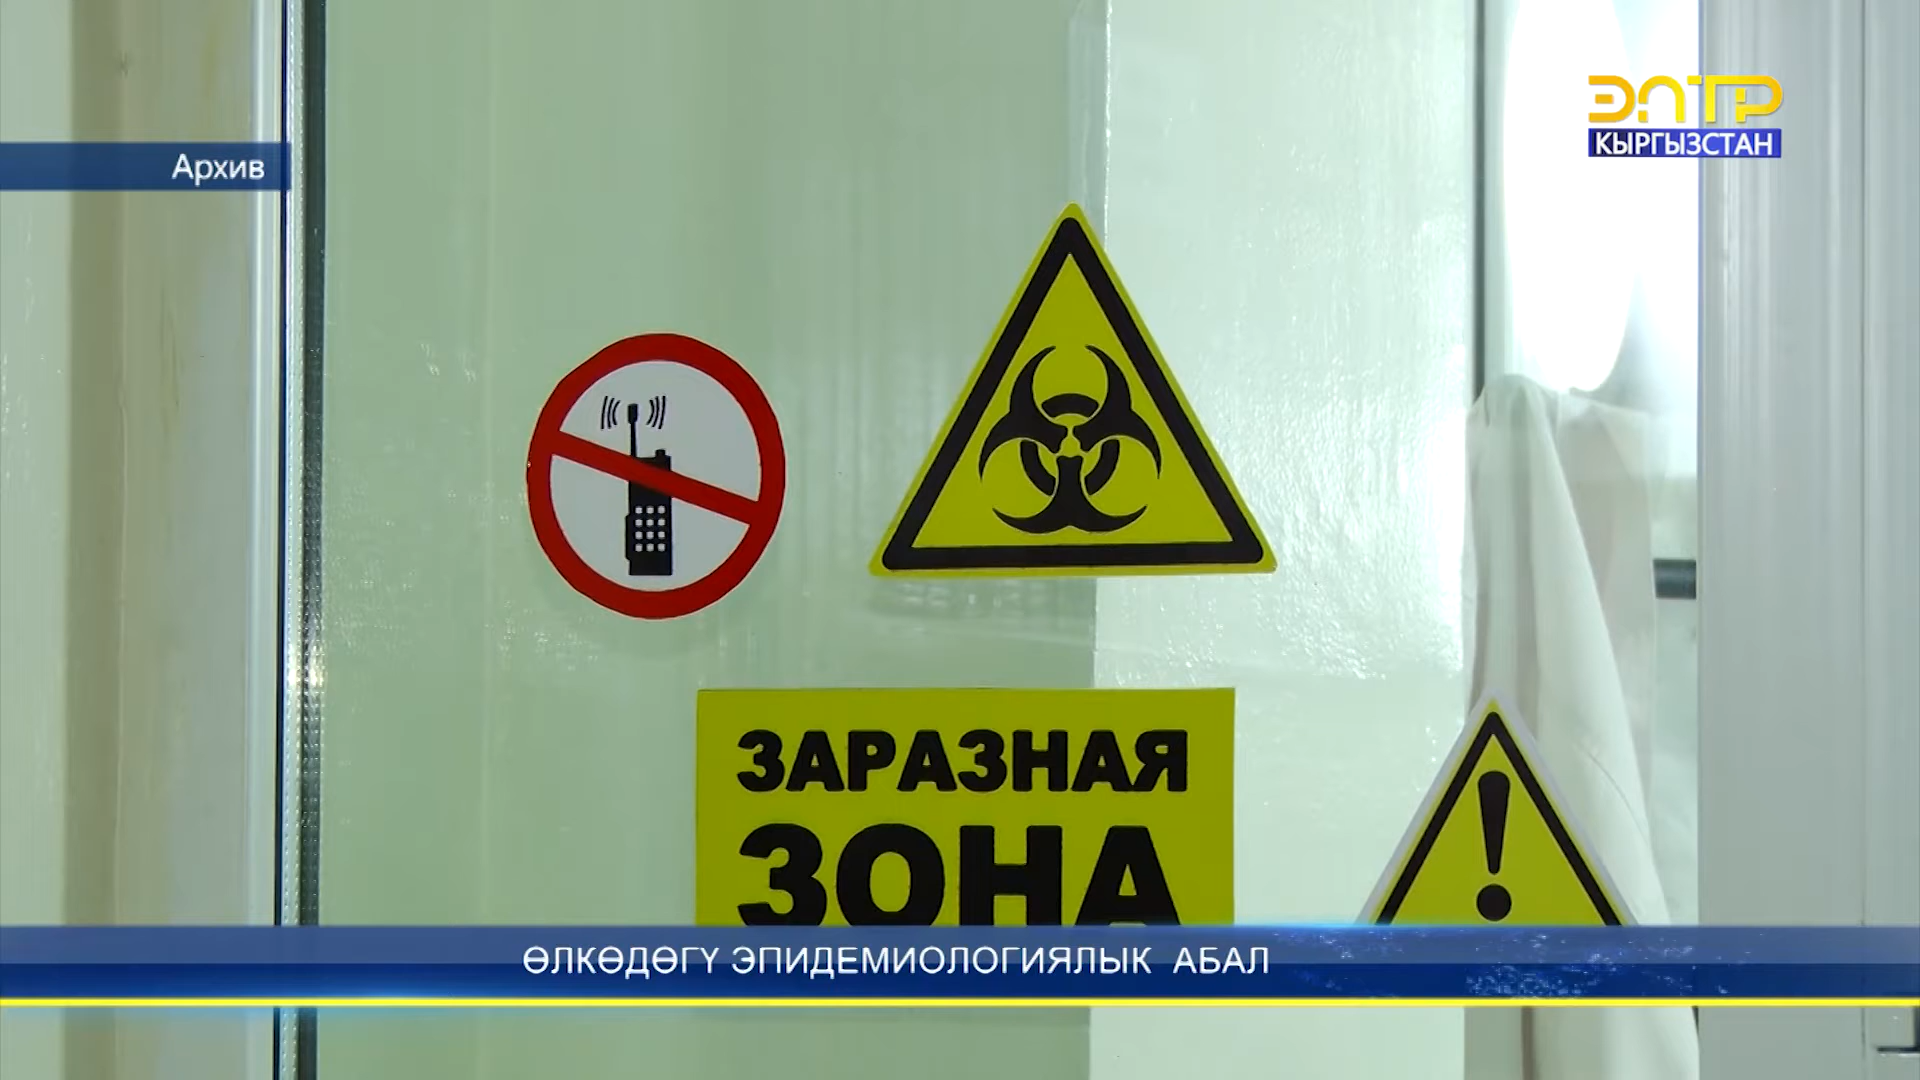 ЭЛТР
КЫРГЫЗСТАН
Архив
ЗАРАЗНАЯ
ЗОНА
ӨЛКӨДӨГҮ ЭПИДЕМИОЛОГИЯЛЫК АБАЛ